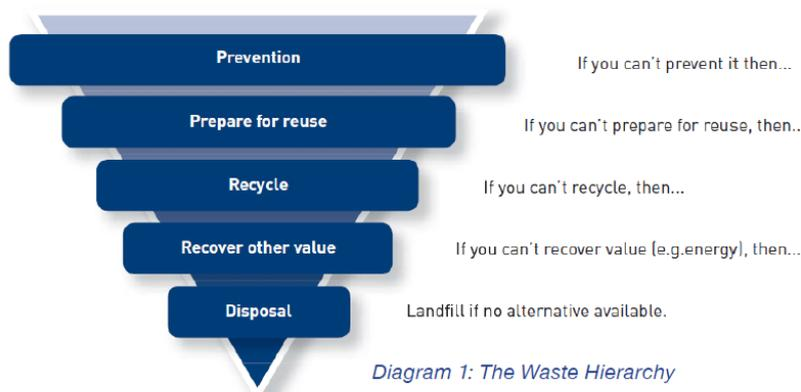 Prevention
If you can't prevent it then...
Prepare for reuse
If you can't prepare for reuse, then..
Recycle
If you can't recycle, then...
Recover other value
If you can't recover value (e.g.energy), then...
Disposal
Landfill if no alternative available.
Diagram 1: The Waste Hierarchy